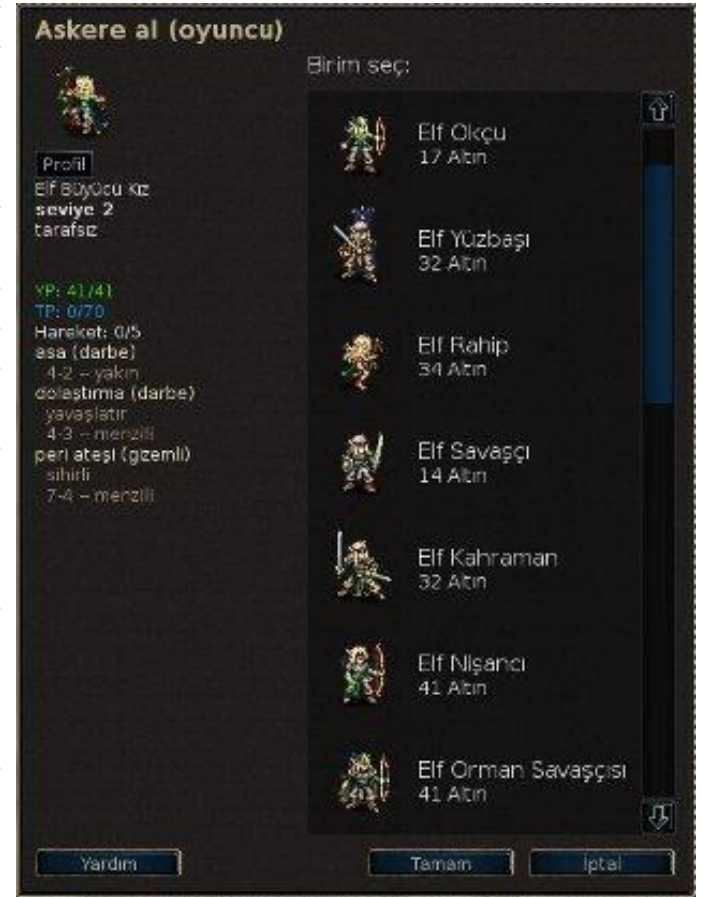 Askere al (oyuncu)
Profil
Elf Büyücü Kız
seviye 2
tarafsız
YP: 41/41
TP: 0/70
Hareket: 0/5
asa (darbe)
4-2 -- yakın
dolaştırma (darbe)
yavaşlatır
4-3 -- menzilli
peri ateşi (gizemli)
sihirli
7-4 -- menzilli
Birim seç:
Elf Okçu
17 Altın
Elf Yüzbaşı
32 Altın
Elf Rahip
34 Altın
Elf Savaşçı
14 Altın
Elf Kahraman
32 Altın
Elf Nişancı
41 Altın
Elf Orman Savaşçısı
41 Altın
Yardım
Tamam
İptal